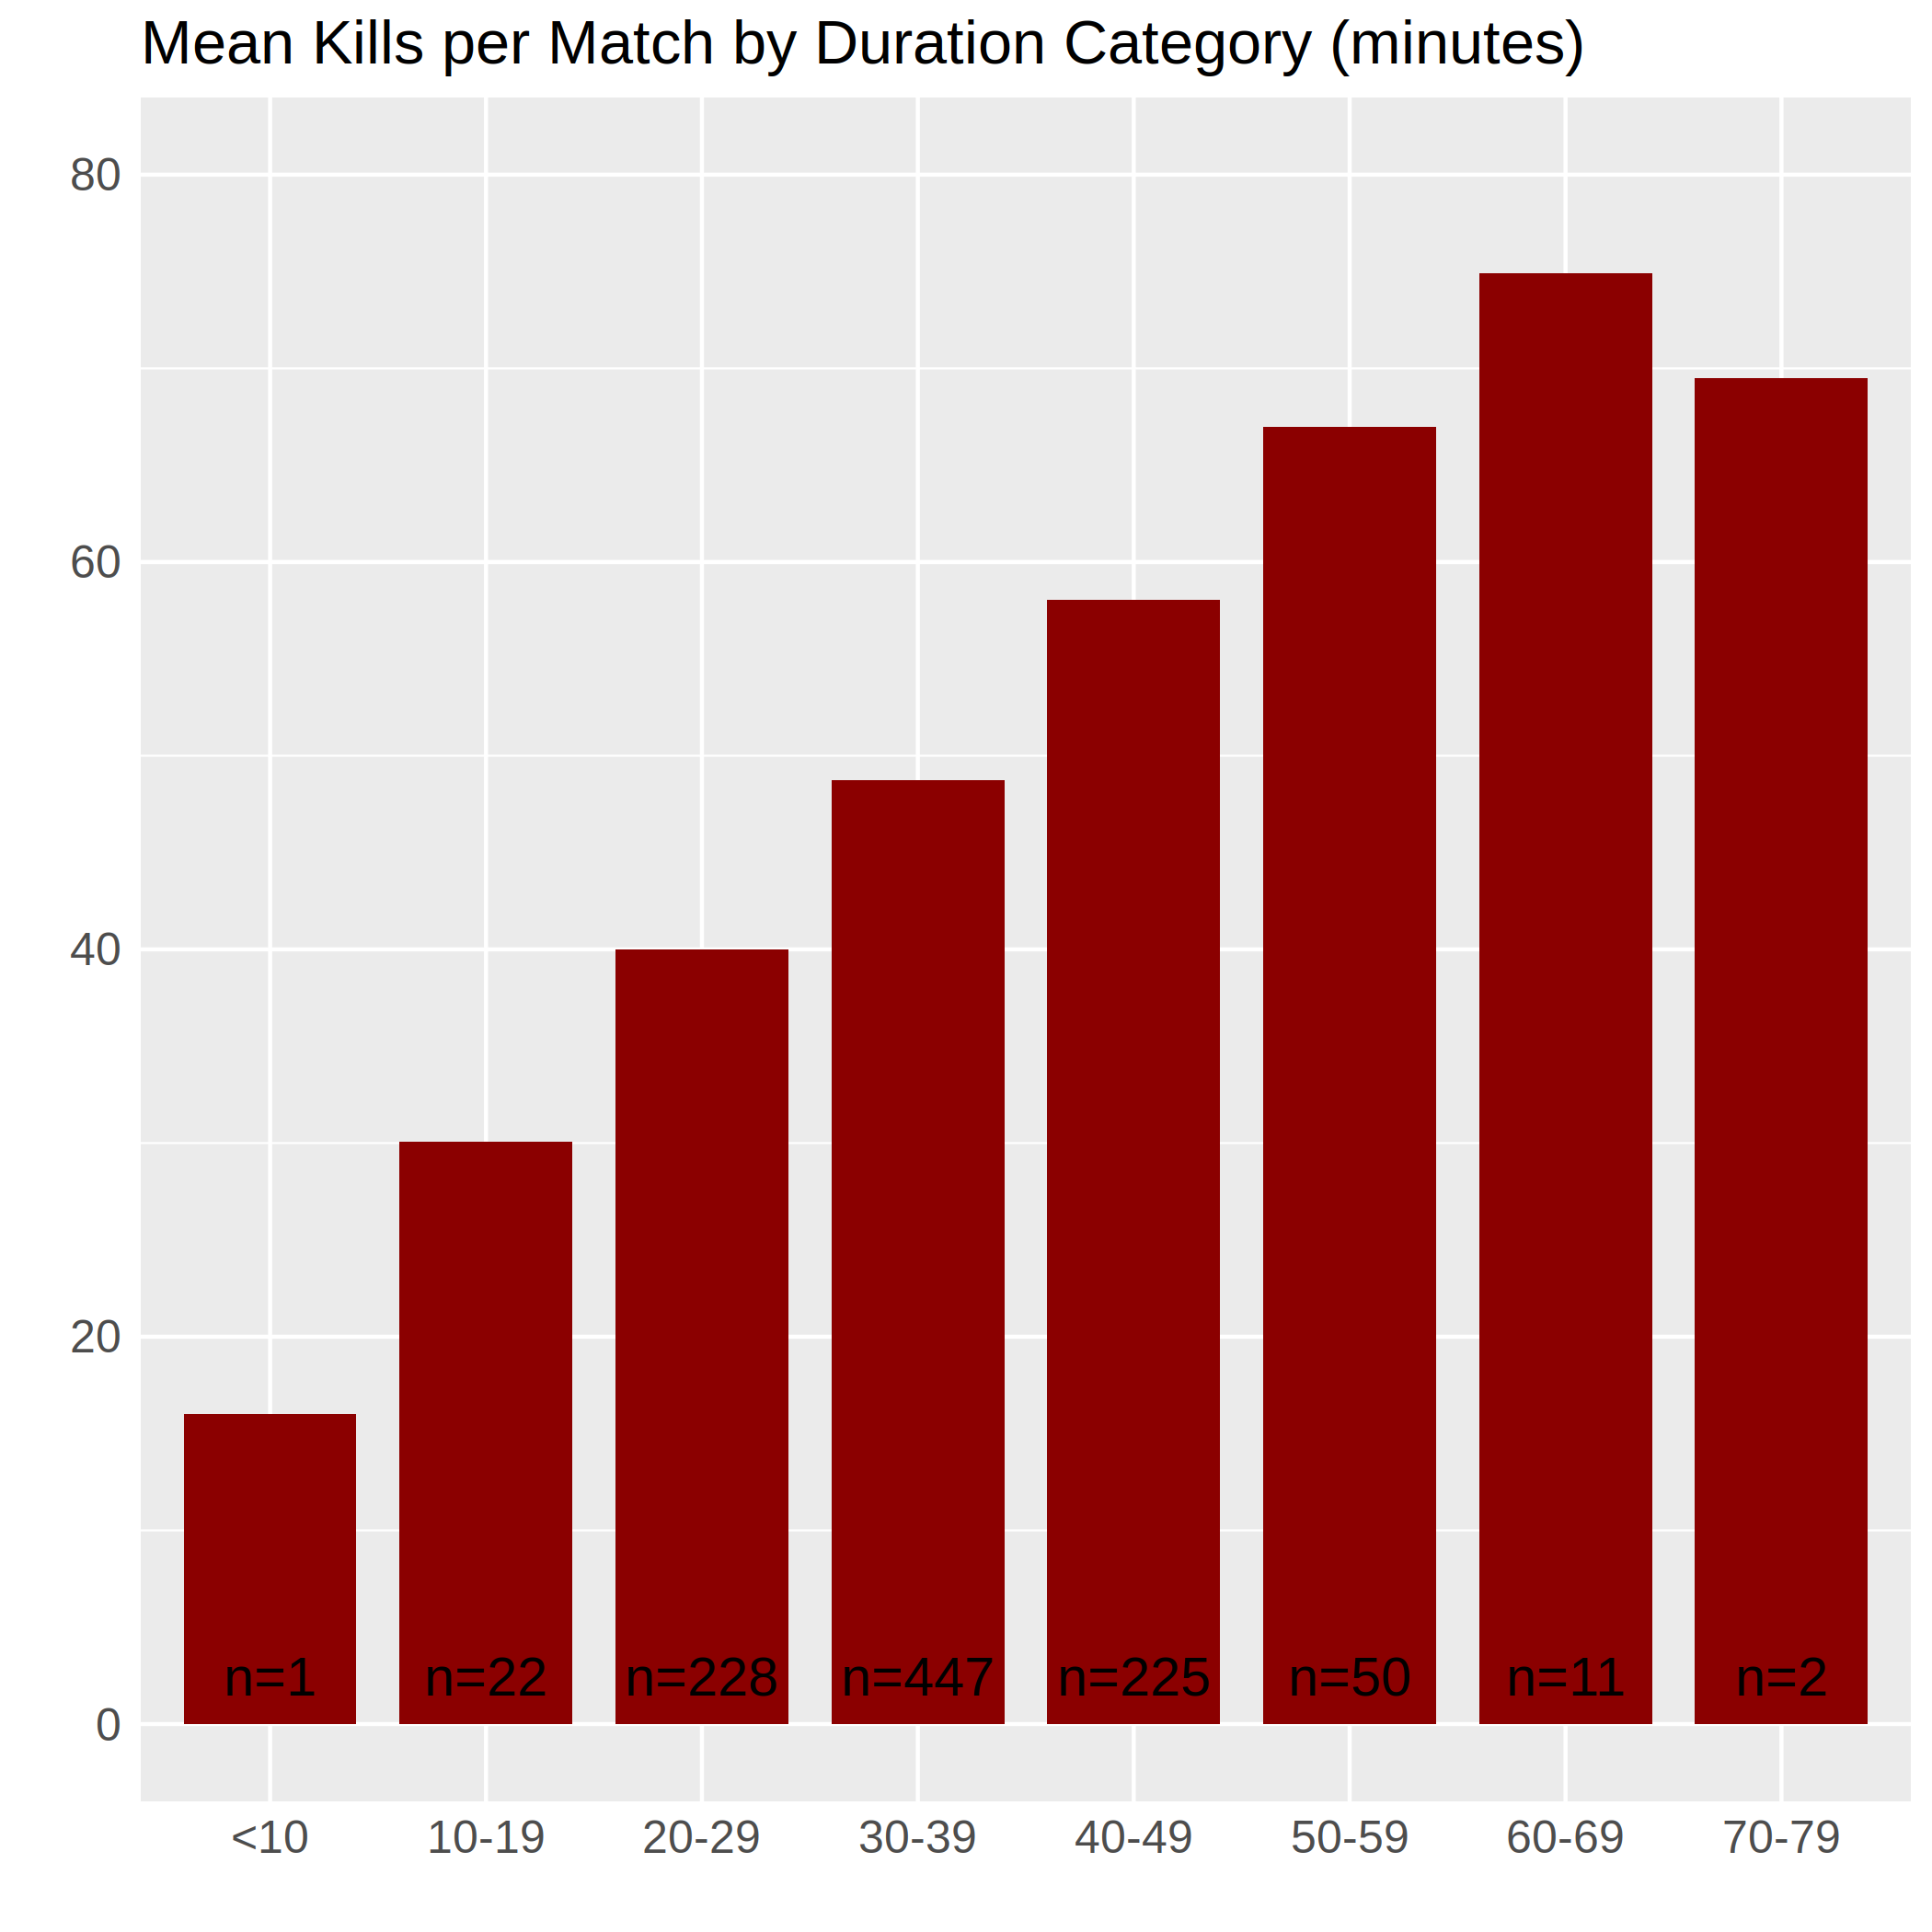 Mean Kills per Match by Duration Category (minutes)
80
60
40
20
0
n=1 n=22 n=228 n=447 n=225 n=50 n=11 n=2
<10 10-19 20-29 30-39 40-49 50-59 60-69 70-79